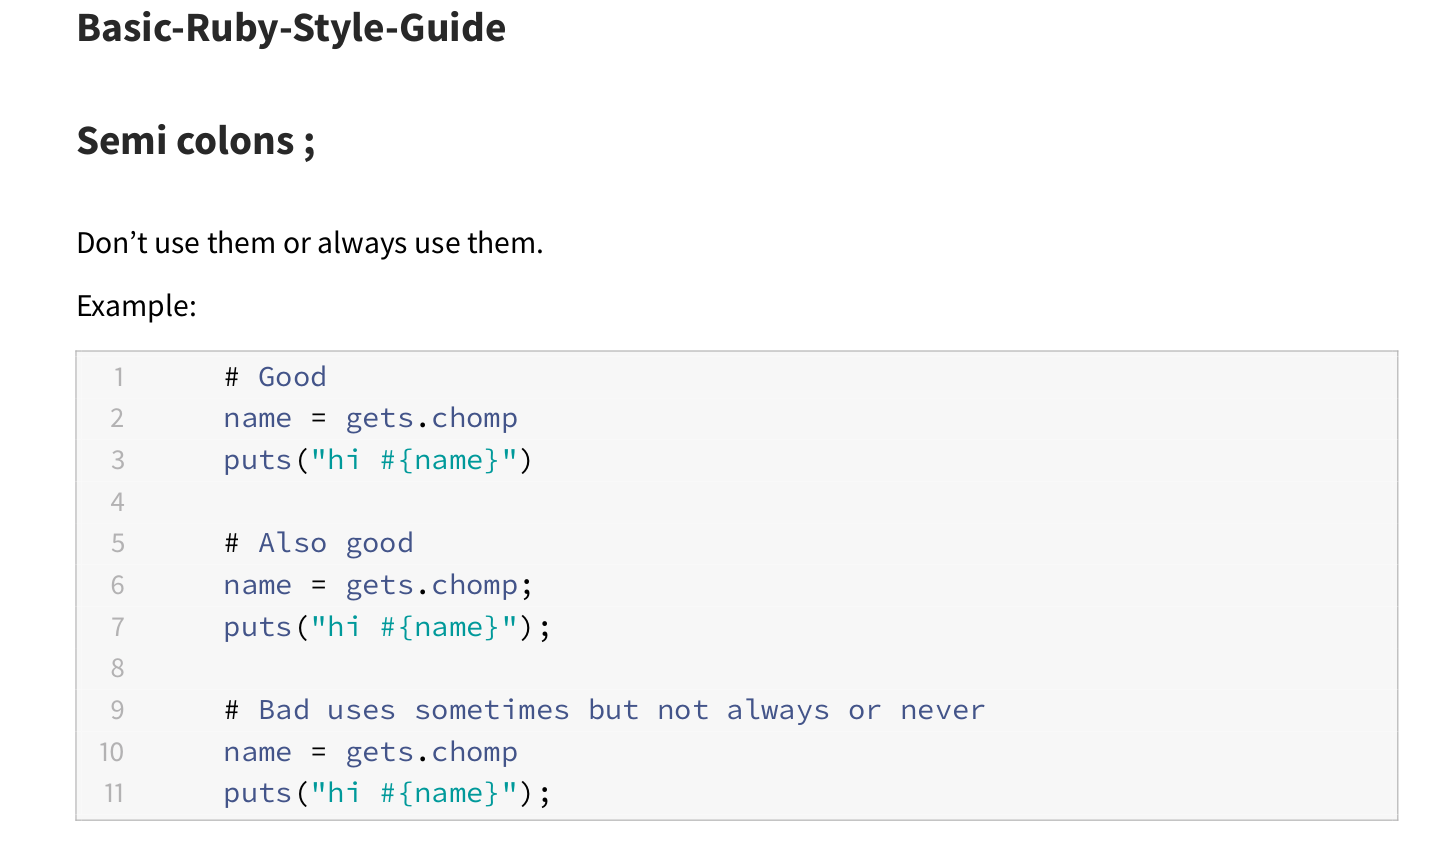 Basic-Ruby-Style-Guide
Semi colons ;
Don’t use them or always use them.
Example:
1 # Good
2 name = gets.chomp
3 puts("hi #{name}")
4
5 # Also good
6 name = gets.chomp;
7 puts("hi #{name}");
8
9 # Bad uses sometimes but not always or never
10 name = gets.chomp
11 puts("hi #{name}");